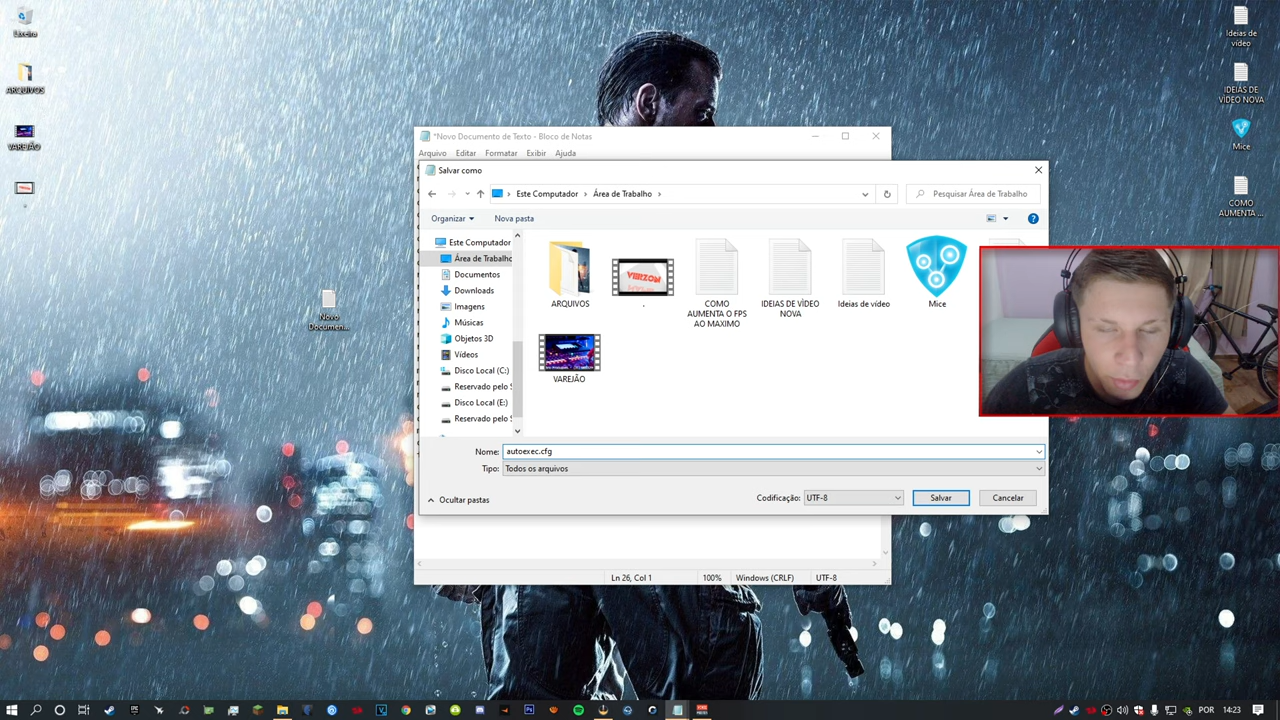 Lixeira
ARQUIVOS
VAREJÃO
.
Novo
Documen...
Ideias de
vídeo
IDEIAS DE
VÍDEO NOVA
Mice
COMO
AUMENTA ...
*Novo Documento de Texto - Bloco de Notas
Arquivo Editar Formatar Exibir Ajuda
Salvar como
Este Computador > Área de Trabalho >
Pesquisar Área de Trabalho
Organizar
Nova pasta
Este Computador
Área de Trabalho
Documentos
Downloads
Imagens
Músicas
Objetos 3D
Vídeos
Disco Local (C:)
Reservado pelo S
Disco Local (E:)
Reservado pelo S
ARQUIVOS
.
COMO
AUMENTA O FPS
AO MAXIMO
IDEIAS DE VÍDEO
NOVA
Ideias de vídeo
Mice
VAREJÃO
Nome: autoexec.cfg
Tipo: Todos os arquivos
Ocultar pastas
Codificação: UTF-8
Salvar
Cancelar
Ln 26, Col 1
100%
Windows (CRLF)
UTF-8
POR
14:23